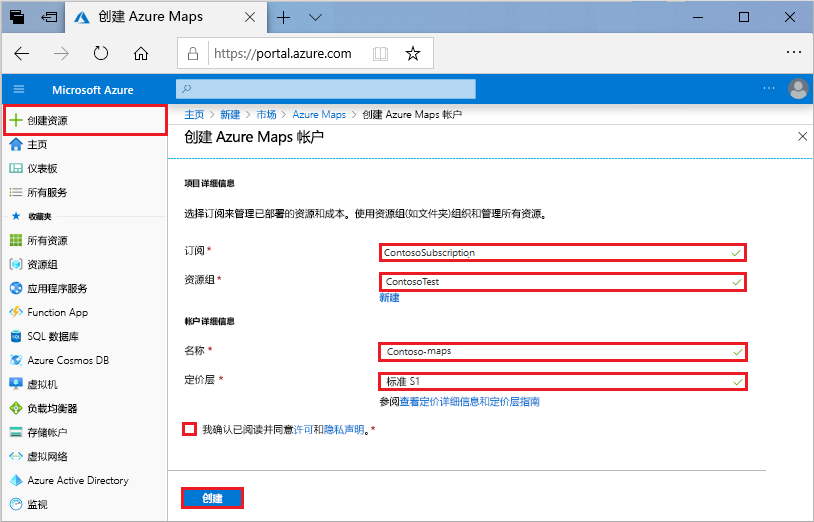 创建 Azure Maps
https://portal.azure.com
Microsoft Azure
创建资源
主页
仪表板
所有服务
收藏夹
所有资源
资源组
应用程序服务
Function App
SQL 数据库
Azure Cosmos DB
虚拟机
负载均衡器
存储帐户
虚拟网络
Azure Active Directory
监视
主页 > 新建 > 市场 > Azure Maps > 创建 Azure Maps 帐户
创建 Azure Maps 帐户
项目详细信息
选择订阅来管理已部署的资源和成本。使用资源组(如文件夹)组织和管理所有资源。
订阅 * ContosoSubscription
资源组 * ContosoTest
新建
帐户详细信息
名称 * Contoso-maps
定价层 * 标准 S1
参阅查看定价详细信息和定价层指南
我确认已阅读并同意许可和隐私声明。*
创建